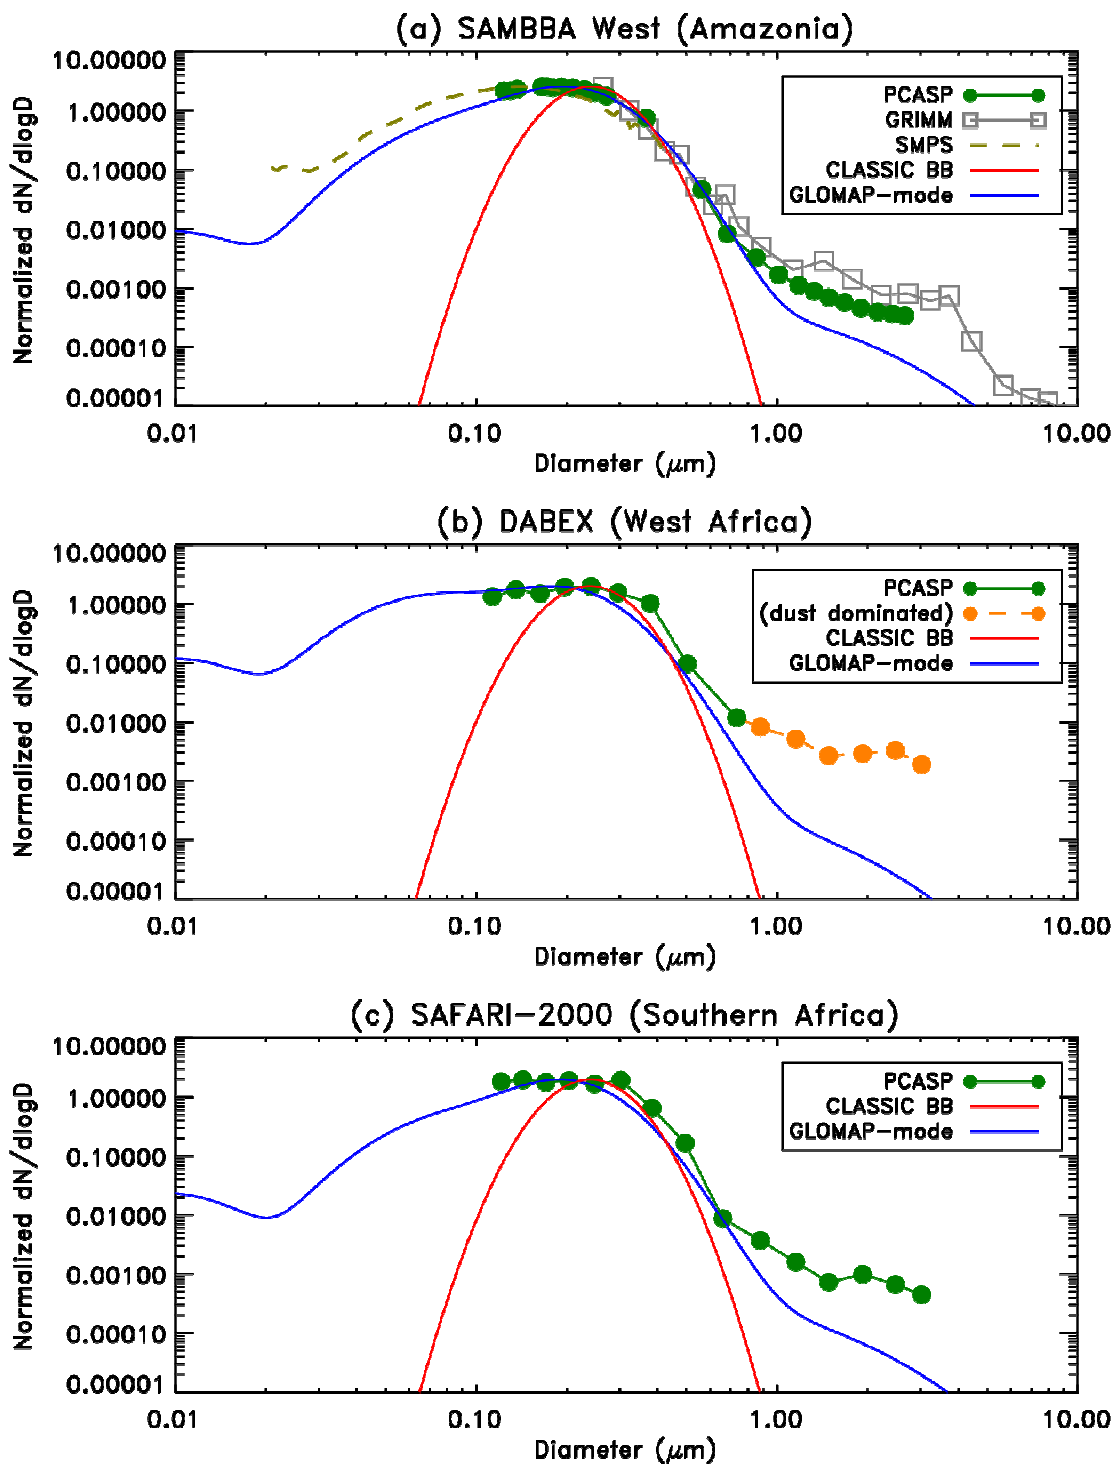 (a) SAMBBA West (Amazonia)
10.00000
1.00000
0.10000
0.01000
0.00100
0.00010
0.00001
Normalized dN/dlogD
PCASP
GRIMM
SMPS
CLASSIC BB
GLOMAP-mode
0.01
0.10
1.00
10.00
Diameter (μm)
(b) DABEX (West Africa)
10.00000
1.00000
0.10000
0.01000
0.00100
0.00010
0.00001
Normalized dN/dlogD
PCASP
(dust dominated)
CLASSIC BB
GLOMAP-mode
0.01
0.10
1.00
10.00
Diameter (μm)
(c) SAFARI-2000 (Southern Africa)
10.00000
1.00000
0.10000
0.01000
0.00100
0.00010
0.00001
Normalized dN/dlogD
PCASP
CLASSIC BB
GLOMAP-mode
0.01
0.10
1.00
10.00
Diameter (μm)